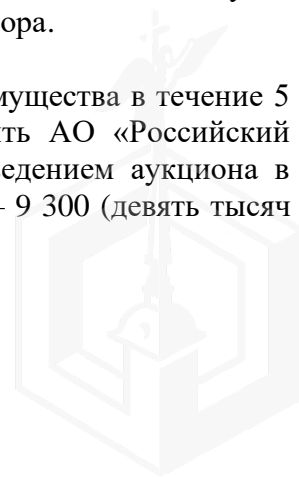 ора.
мущества в течение 5
ть АО «Российский
едением аукциона в
– 9 300 (девять тысяч